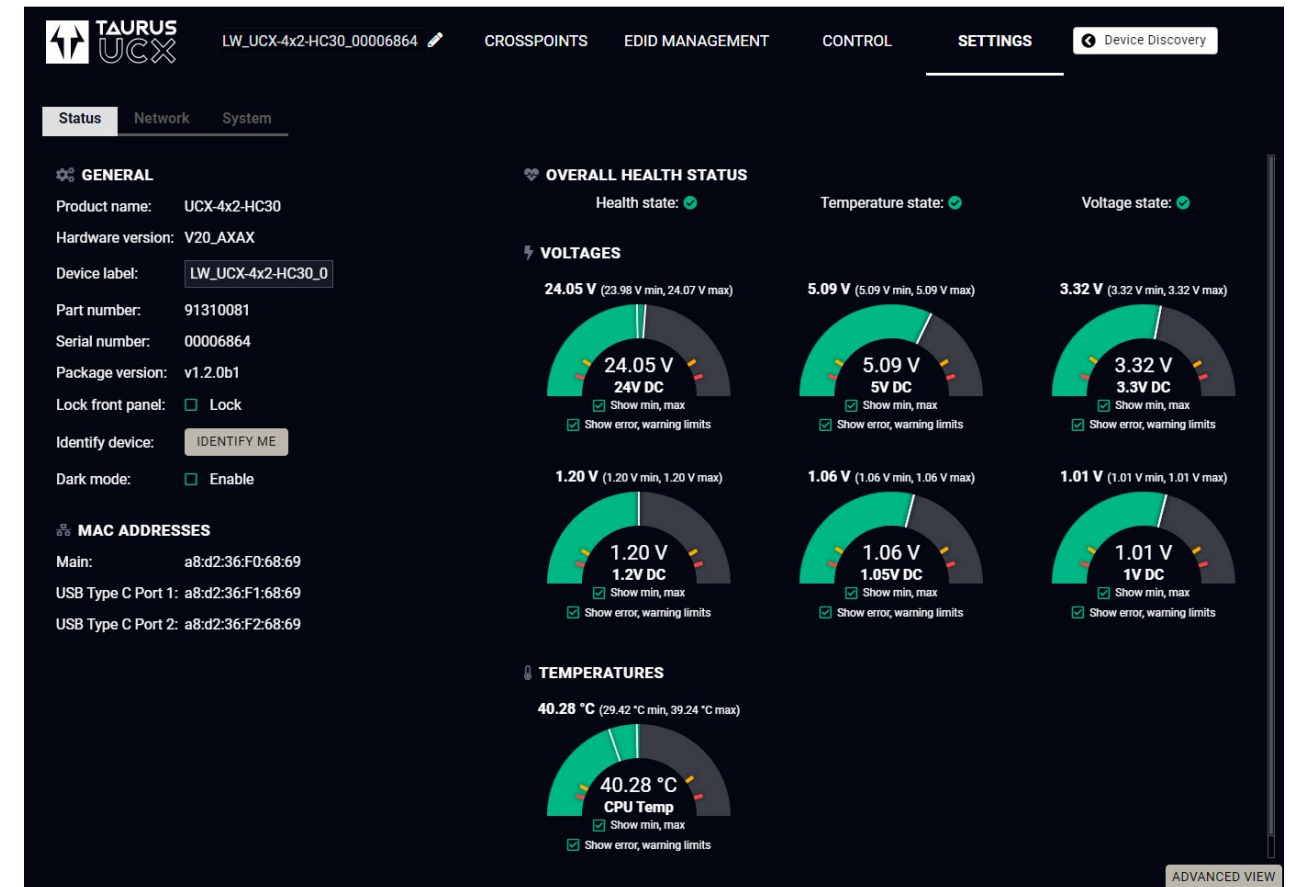 TAURUS UCX
LW_UCX-4x2-HC30_00006864
CROSSPOINTS
EDID MANAGEMENT
CONTROL
SETTINGS
Device Discovery
Status
Network
System
GENERAL
Product name: UCX-4x2-HC30
Hardware version: V20_AXAX
Device label: LW_UCX-4x2-HC30_0
Part number: 91310081
Serial number: 00006864
Package version: v1.2.0b1
Lock front panel: Lock
Identify device: IDENTIFY ME
Dark mode: Enable
MAC ADDRESSES
Main: a8:d2:36:F0:68:69
USB Type C Port 1: a8:d2:36:F1:68:69
USB Type C Port 2: a8:d2:36:F2:68:69
OVERALL HEALTH STATUS
Health state:
Temperature state:
Voltage state:
VOLTAGES
24.05 V (23.98 V min, 24.07 V max)
24.05 V
24V DC
Show min, max
Show error, warning limits
5.09 V (5.09 V min, 5.09 V max)
5.09 V
5V DC
Show min, max
Show error, warning limits
3.32 V (3.32 V min, 3.32 V max)
3.32 V
3.3V DC
Show min, max
Show error, warning limits
1.20 V (1.20 V min, 1.20 V max)
1.20 V
1.2V DC
Show min, max
Show error, warning limits
1.06 V (1.06 V min, 1.06 V max)
1.06 V
1.05V DC
Show min, max
Show error, warning limits
1.01 V (1.01 V min, 1.01 V max)
1.01 V
1V DC
Show min, max
Show error, warning limits
TEMPERATURES
40.28 °C (29.42 °C min, 39.24 °C max)
40.28 °C
CPU Temp
Show min, max
Show error, warning limits
ADVANCED VIEW